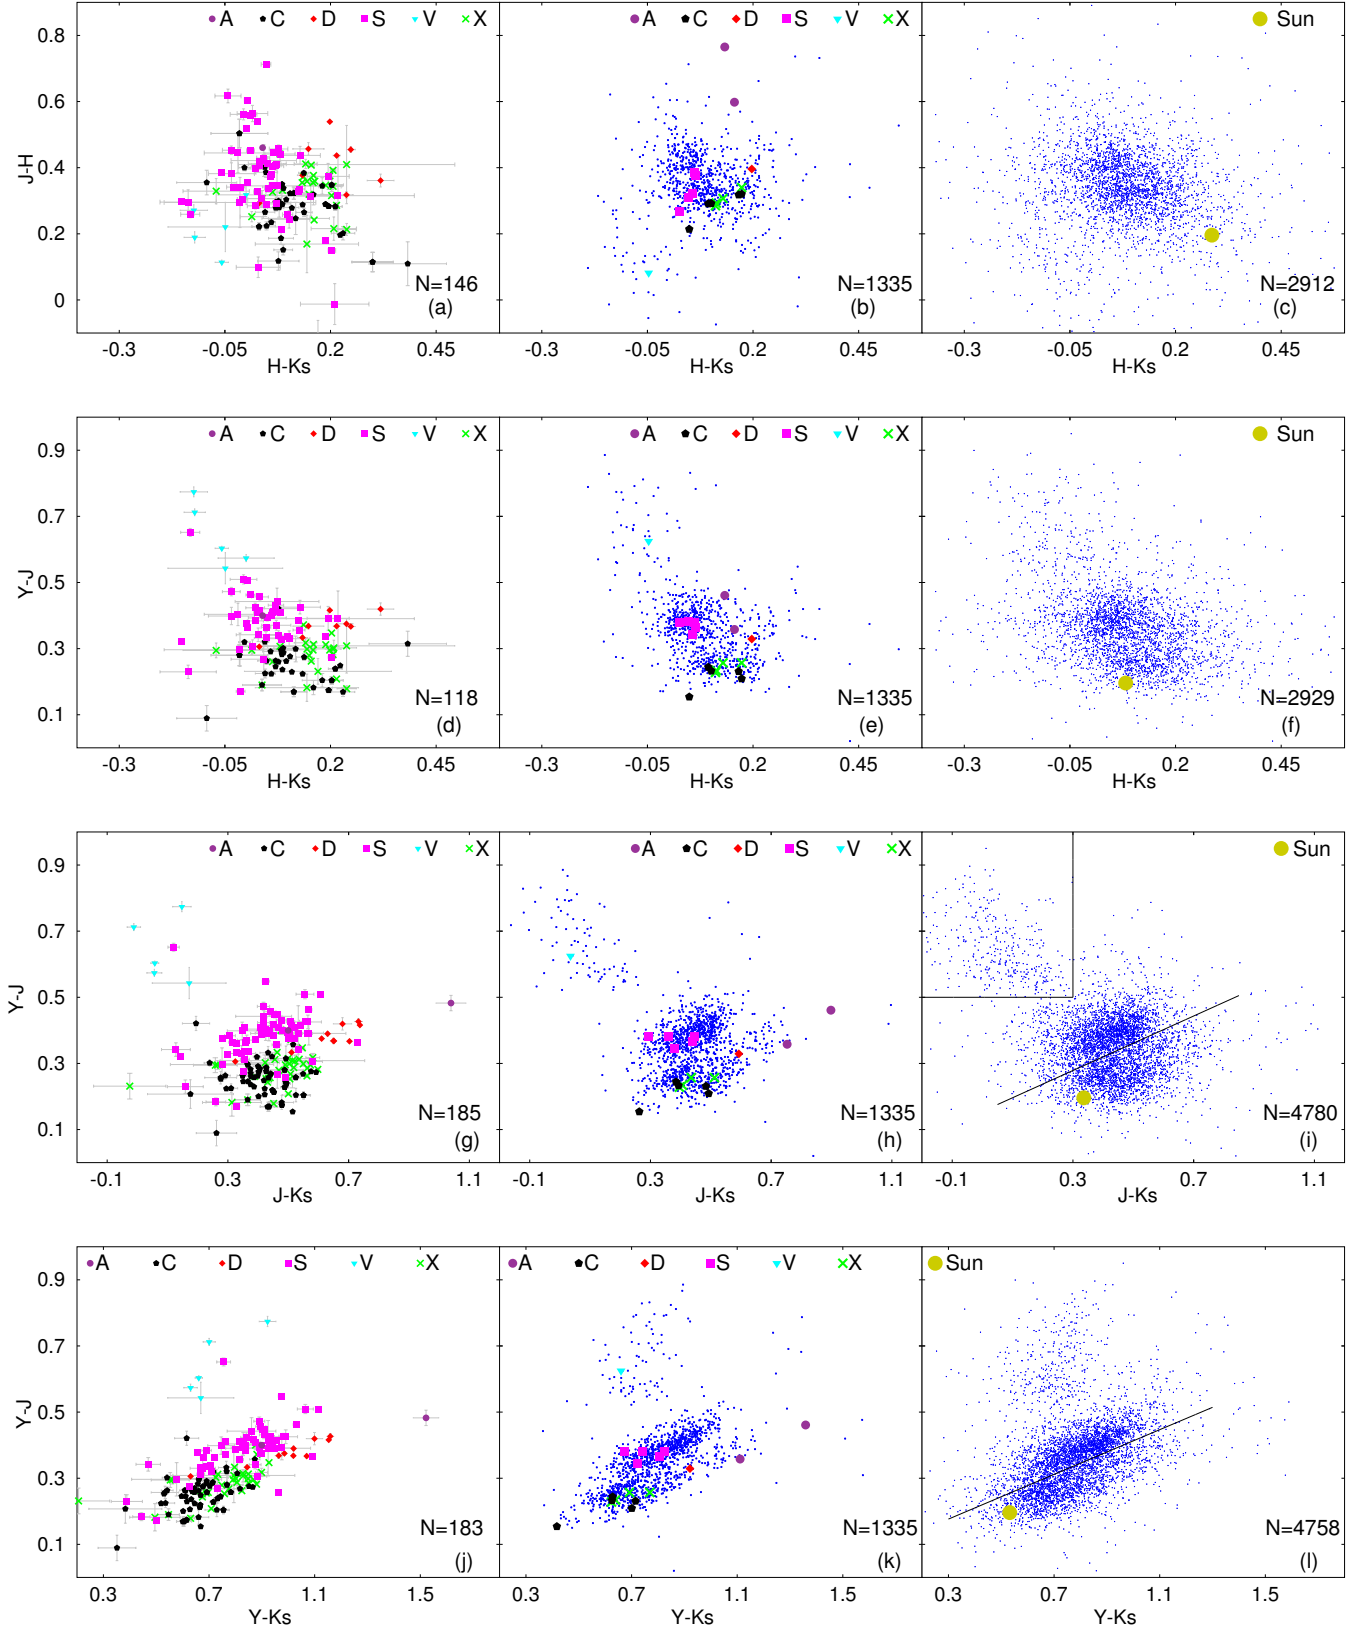 A C D S V X
A C D S V X
Sun
0.8
0.6
0.4
0.2
0
J-H
N=146
(a)
N=1335
(b)
N=2912
(c)
-0.3 -0.05 0.2 0.45
-0.3 -0.05 0.2 0.45
-0.3 -0.05 0.2 0.45
H-Ks
H-Ks
H-Ks
A C D S V X
A C D S V X
Sun
0.9
0.7
0.5
0.3
0.1
Y-J
N=118
(d)
N=1335
(e)
N=2929
(f)
-0.3 -0.05 0.2 0.45
-0.3 -0.05 0.2 0.45
-0.3 -0.05 0.2 0.45
H-Ks
H-Ks
H-Ks
A C D S V X
A C D S V X
Sun
0.9
0.7
0.5
0.3
0.1
Y-J
N=185
(g)
N=1335
(h)
N=4780
(i)
-0.1 0.3 0.7 1.1
-0.1 0.3 0.7 1.1
-0.1 0.3 0.7 1.1
J-Ks
J-Ks
J-Ks
A C D S V X
A C D S V X
Sun
0.9
0.7
0.5
0.3
0.1
Y-J
N=183
(j)
N=1335
(k)
N=4758
(l)
0.3 0.7 1.1 1.5
0.3 0.7 1.1 1.5
0.3 0.7 1.1 1.5
Y-Ks
Y-Ks
Y-Ks